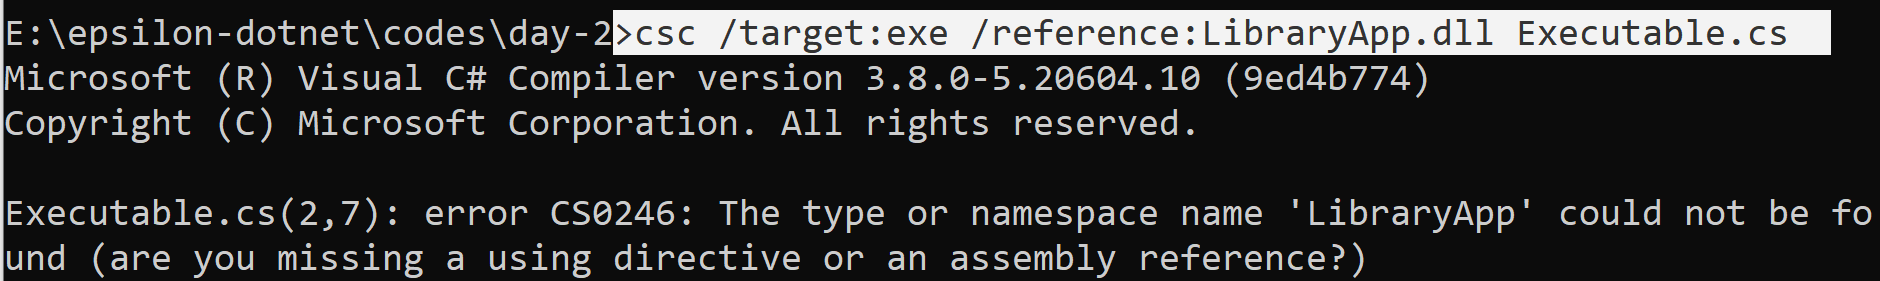 E:\epsilon-dotnet\codes\day-2>csc /target:exe /reference:LibraryApp.dll Executable.cs
Microsoft (R) Visual C# Compiler version 3.8.0-5.20604.10 (9ed4b774)
Copyright (C) Microsoft Corporation. All rights reserved.
Executable.cs(2,7): error CS0246: The type or namespace name 'LibraryApp' could not be fo
und (are you missing a using directive or an assembly reference?)